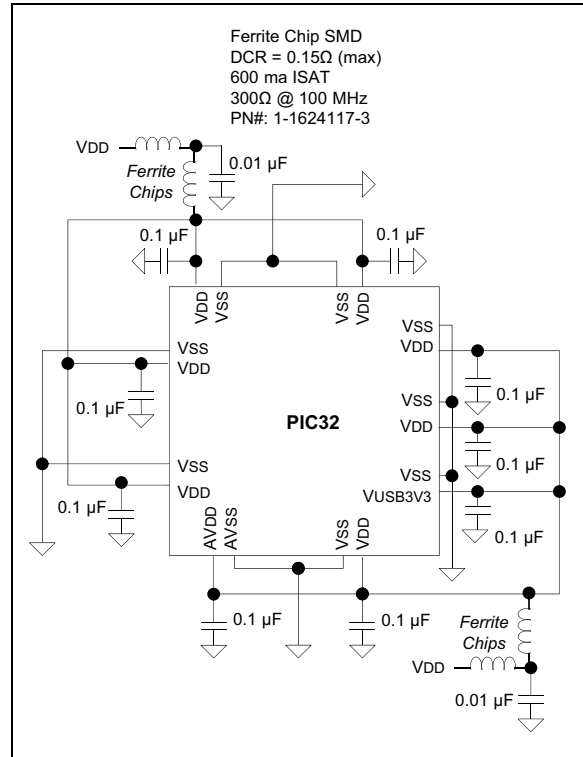 Ferrite Chip SMD
DCR = 0.15Ω (max)
600 ma ISAT
300Ω @ 100 MHz
PN#: 1-1624117-3
VDD
0.01 µF
Ferrite
Chips
0.1 µF
0.1 µF
VDD
VSS
VSS
VDD
VSS
VDD
VSS
VDD
0.1 µF
0.1 µF
VSS
PIC32
VDD
0.1 µF
VSS
VDD
0.1 µF
VSS
VUSB3V3
0.1 µF
0.1 µF
AVDD
AVSS
VSS
VDD
0.1 µF
0.1 µF
Ferrite
Chips
VDD
0.01 µF